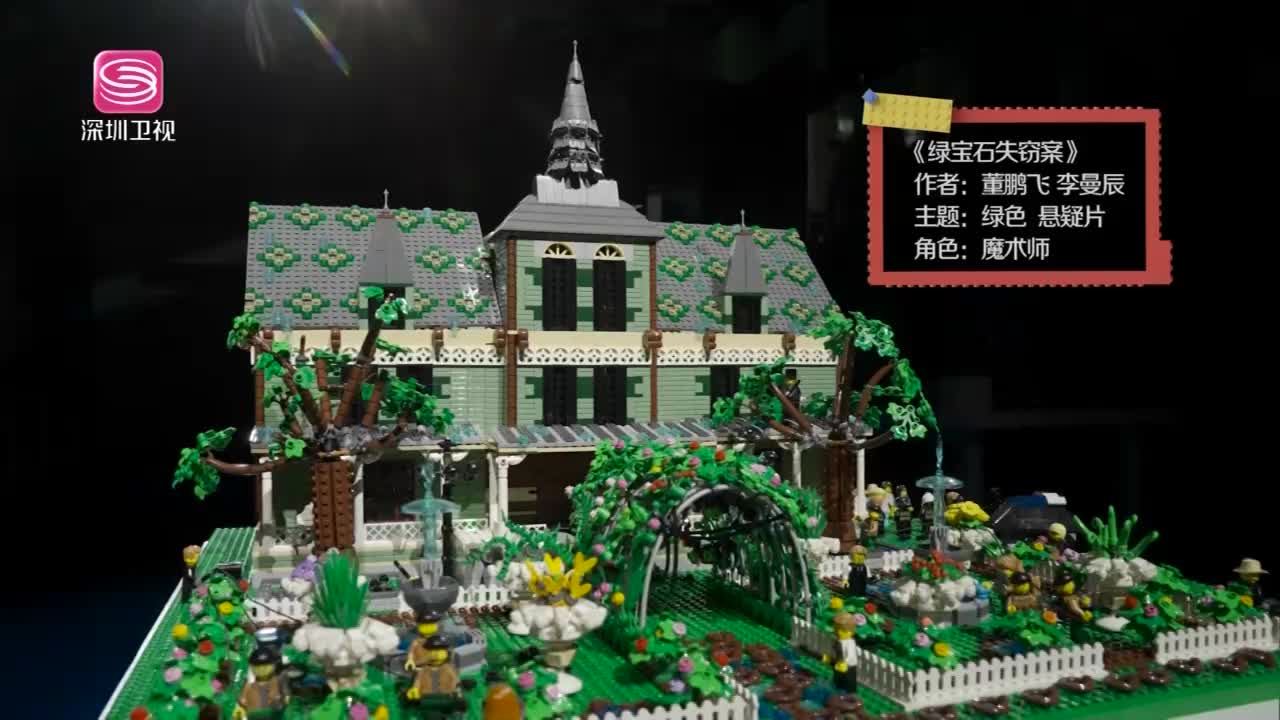 深圳卫视
《绿宝石失窃案》
作者：董鹏飞 李曼辰
主题：绿色 悬疑片
角色：魔术师